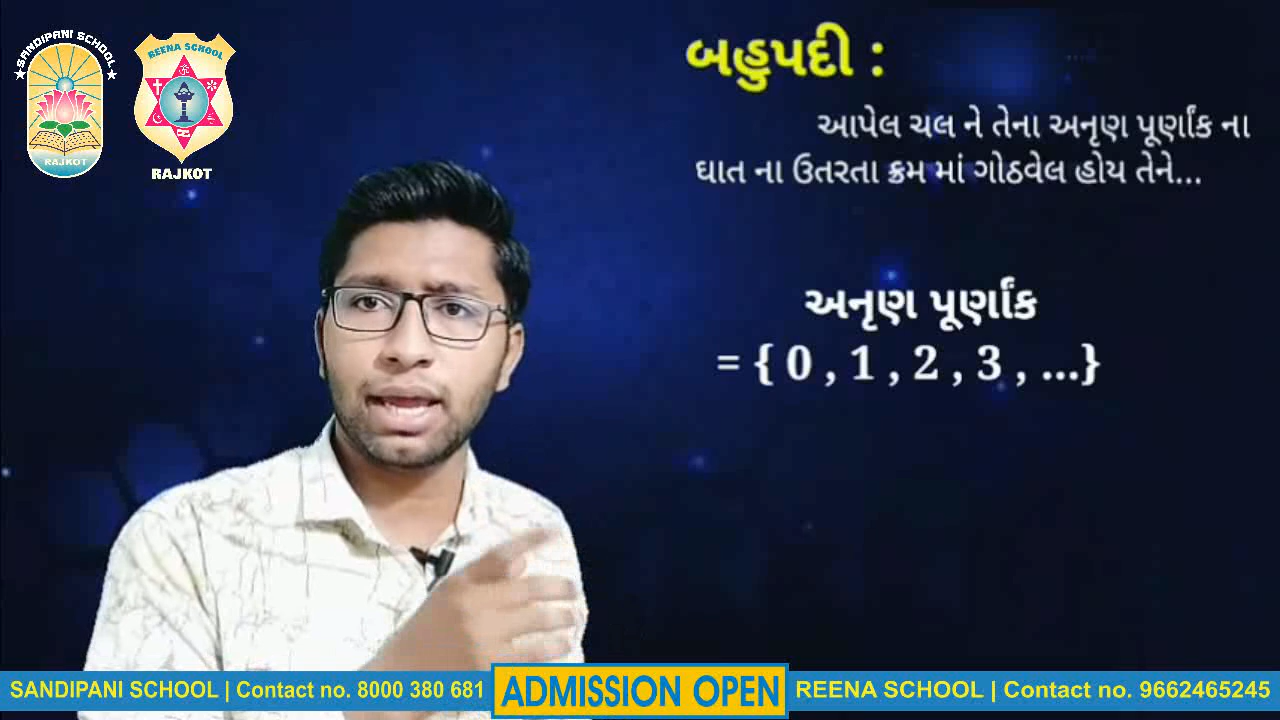 SANDIPANI SCHOOL
RAJKOT
REENA SCHOOL
RAJKOT
બહુપદી :
આપેલ ચલ ને તેના અનૃણ પૂર્ણાંક ના
ઘાત ના ઉતરતા ક્રમ માં ગોઠવેલ હોય તેને...
અનૃણ પૂર્ણાંક
= { 0 , 1 , 2 , 3 , ...}
SANDIPANI SCHOOL | Contact no. 8000 380 681
ADMISSION OPEN
REENA SCHOOL | Contact no. 9662465245